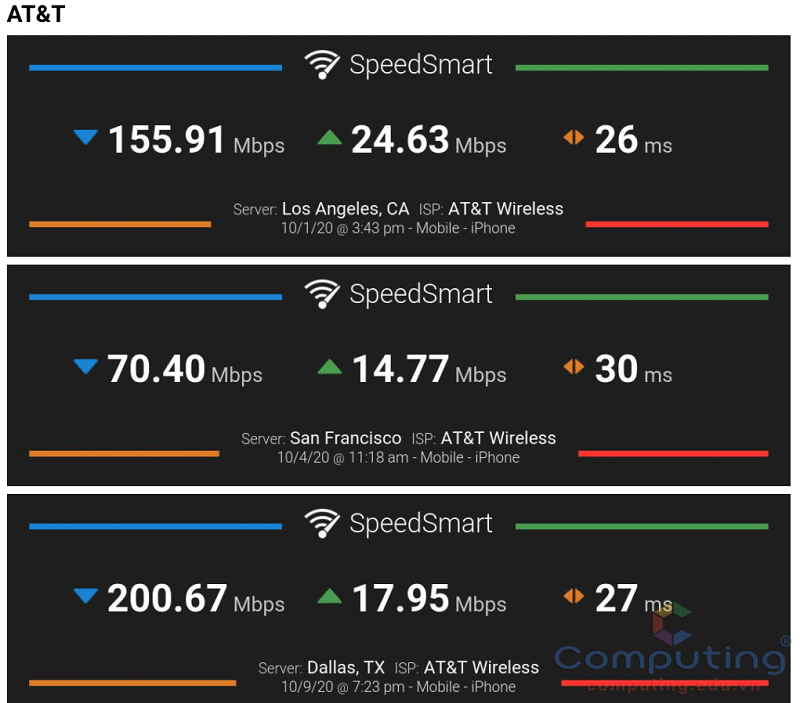 AT&T
SpeedSmart
155.91 Mbps 24.63 Mbps 26 ms
Server: Los Angeles, CA ISP: AT&T Wireless
10/1/20 @ 3:43 pm - Mobile - iPhone
SpeedSmart
70.40 Mbps 14.77 Mbps 30 ms
Server: San Francisco ISP: AT&T Wireless
10/4/20 @ 11:18 am - Mobile - iPhone
SpeedSmart
200.67 Mbps 17.95 Mbps 27 ms
Server: Dallas, TX ISP: AT&T Wireless
10/9/20 @ 7:23 pm - Mobile - iPhone
Computing®
computing.edu.vn